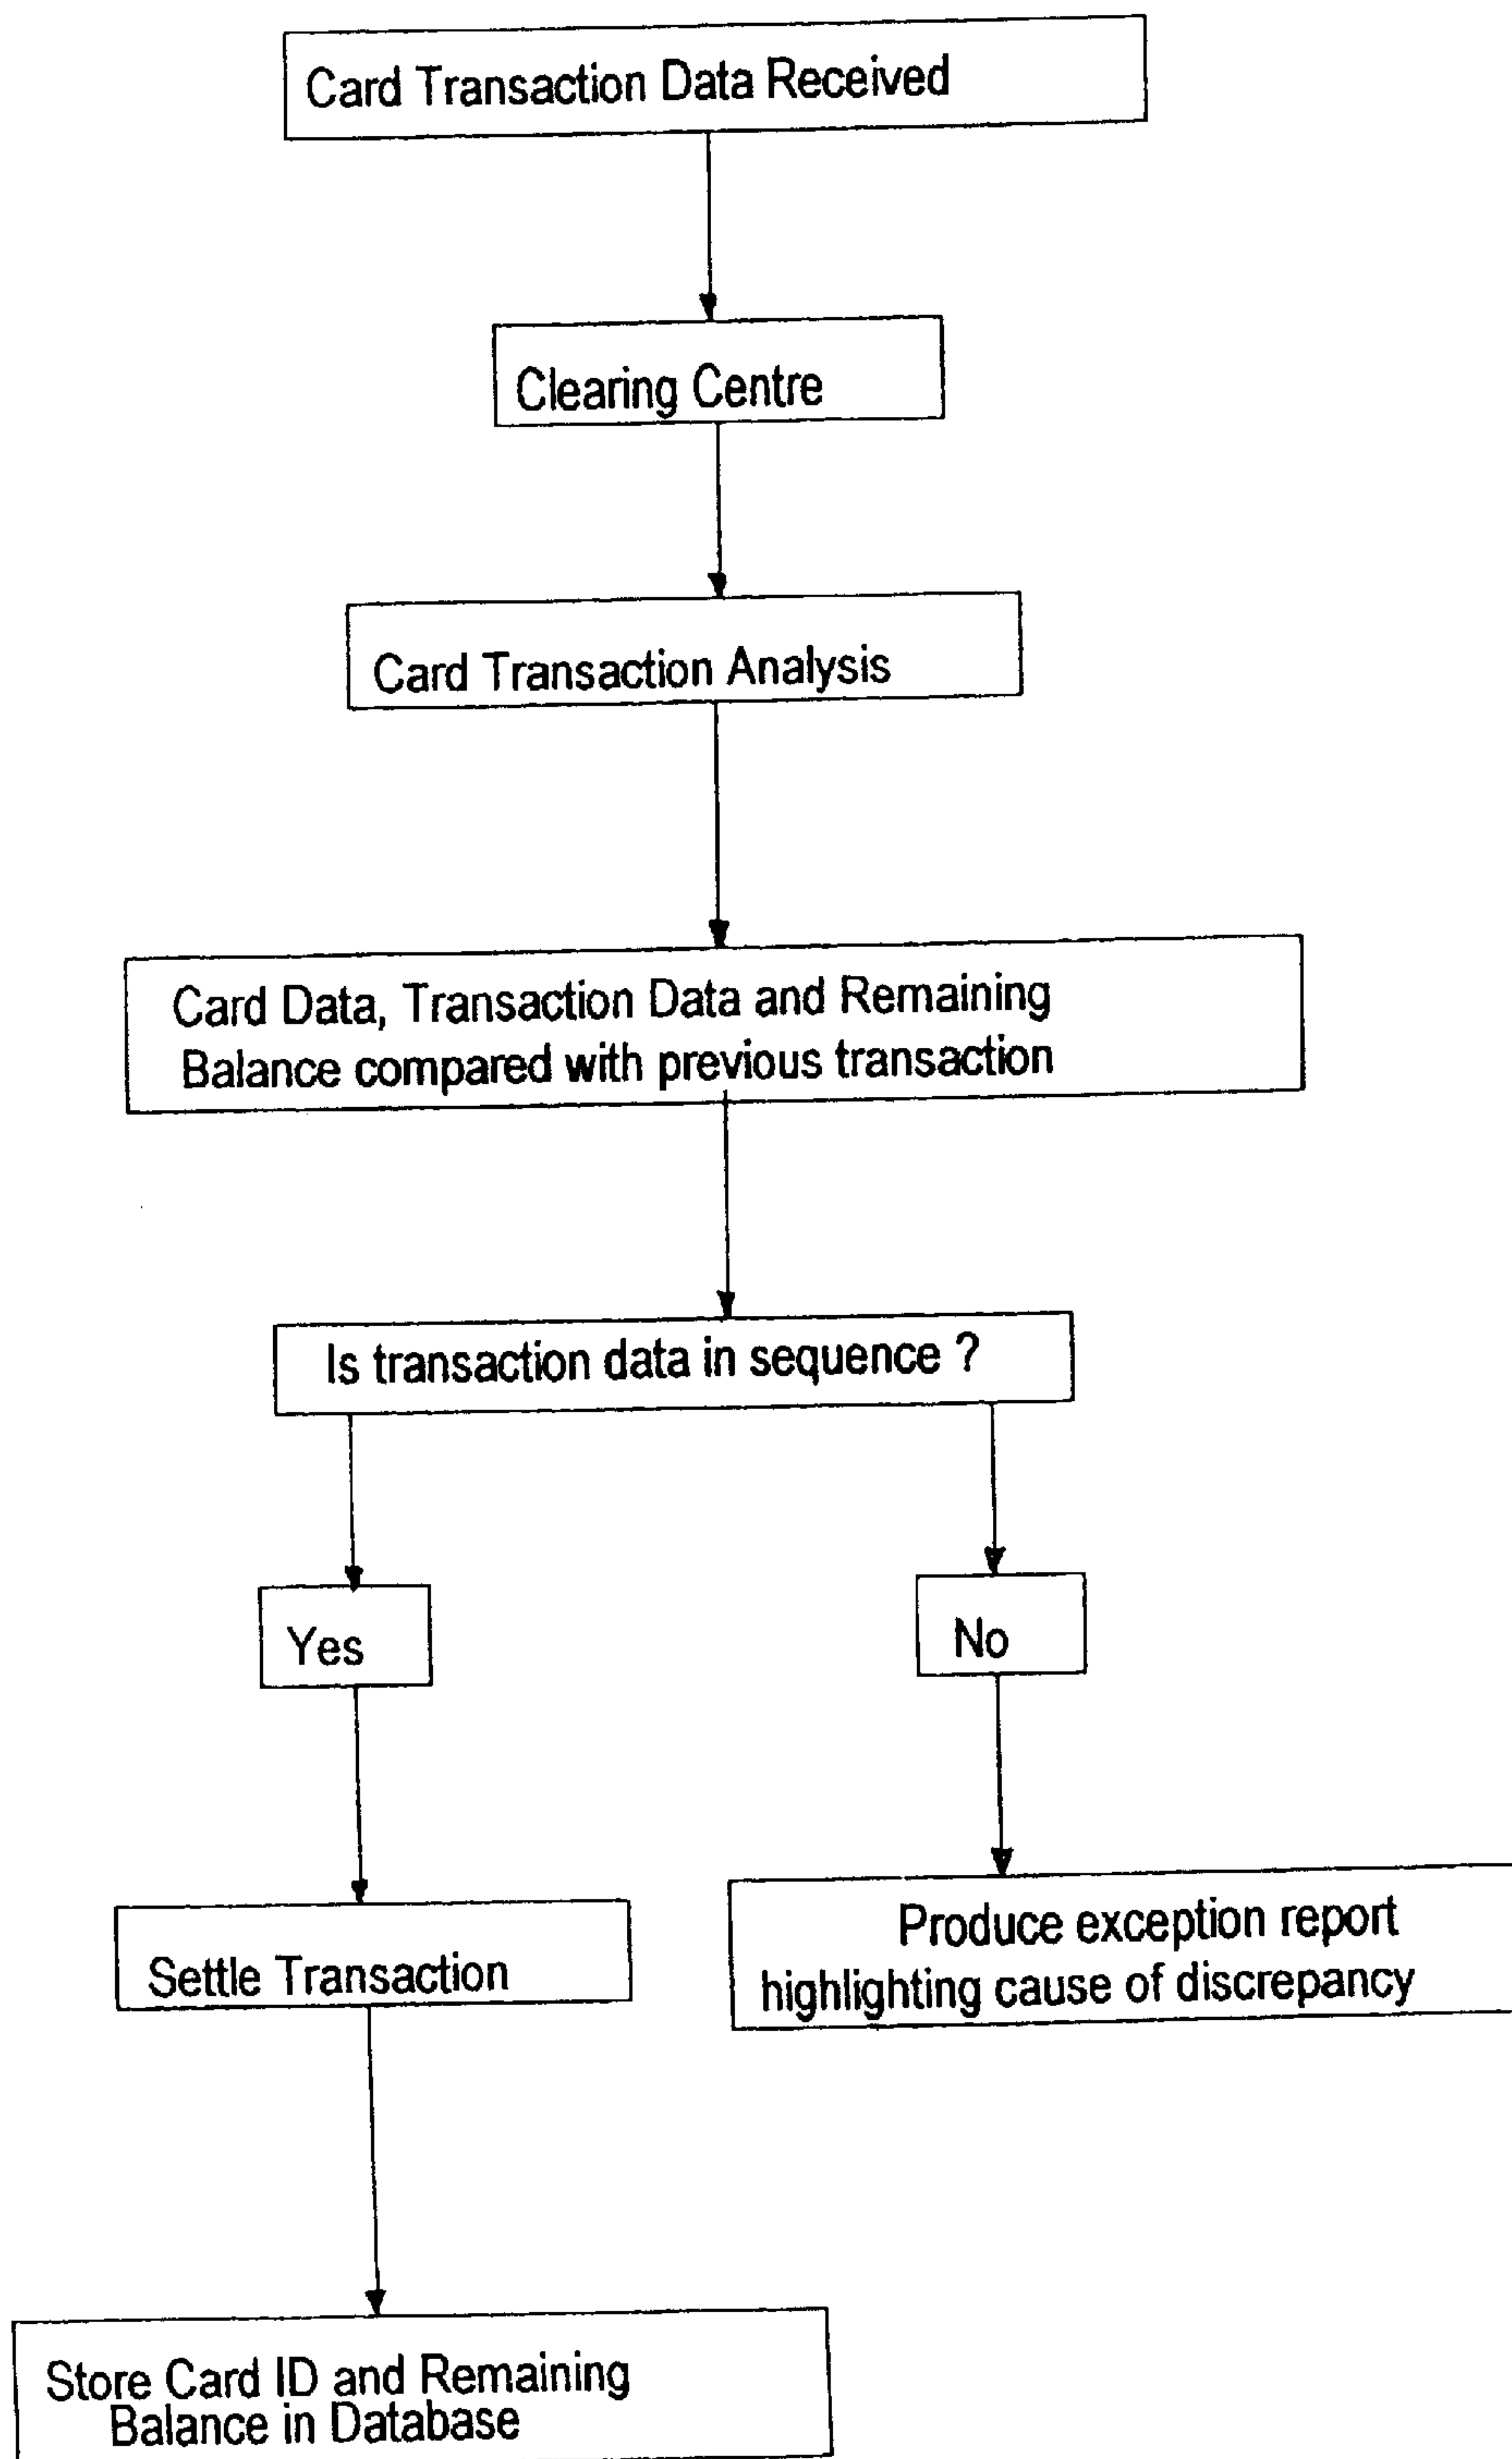 Card Transaction Data Received
Clearing Centre
Card Transaction Analysis
Card Data, Transaction Data and Remaining
Balance compared with previous transaction
Is transaction data in sequence ?
Yes
No
Settle Transaction
Produce exception report
highlighting cause of discrepancy
Store Card ID and Remaining
Balance in Database